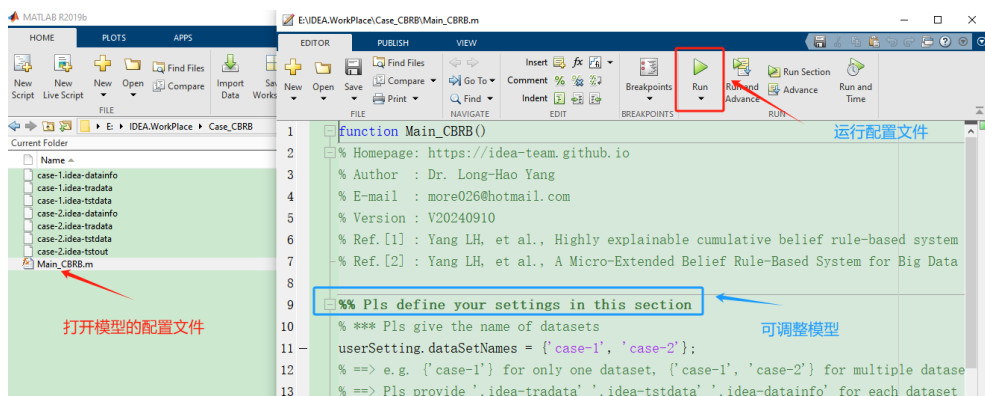 MATLAB R2019b
HOME PLOTS APPS
New Script
New Live Script
New
Open
Find Files
Compare
Import Data
Sav Works
FILE
E: ▸ IDEA.WorkPlace ▸ Case_CBRB
Current Folder
Name
case-1.idea-datainfo
case-1.idea-tradata
case-1.idea-tstdata
case-2.idea-datainfo
case-2.idea-tradata
case-2.idea-tstdata
case-2.idea-tstout
Main_CBRB.m
打开模型的配置文件
E:\IDEA.WorkPlace\Case_CBRB\Main_CBRB.m
EDITOR PUBLISH VIEW
New Open Save
Find Files
Compare
Print
FILE
Go To
Find
NAVIGATE
Insert fx
Comment %
Indent
EDIT
Breakpoints
BREAKPOINTS
Run
Run and Advance
Run Section
Advance
Run and Time
RUN
运行配置文件
1 function Main_CBRB()
2 % Homepage: https://idea-team.github.io
3 % Author : Dr. Long-Hao Yang
4 % E-mail : more026@hotmail.com
5 % Version : V20240910
6 % Ref.[1] : Yang LH, et al., Highly explainable cumulative belief rule-based system
7 % Ref.[2] : Yang LH, et al., A Micro-Extended Belief Rule-Based System for Big Data
8
9 %% Pls define your settings in this section
可调整模型
10 % *** Pls give the name of datasets
11 userSetting.dataSetNames = {'case-1', 'case-2'};
12 % ==> e.g. {'case-1'} for only one dataset, {'case-1', 'case-2'} for multiple datase
13 % ==> Pls provide '.idea-tradata' '.idea-tstdata' '.idea-datainfo' for each dataset